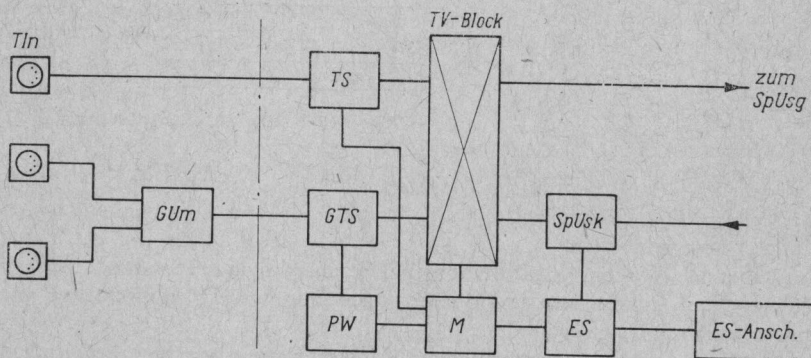 TV-Block
Tln
TS
zum
SpUsg
GUm
GTS
SpUsk
PW
M
ES
ES-Ansch.